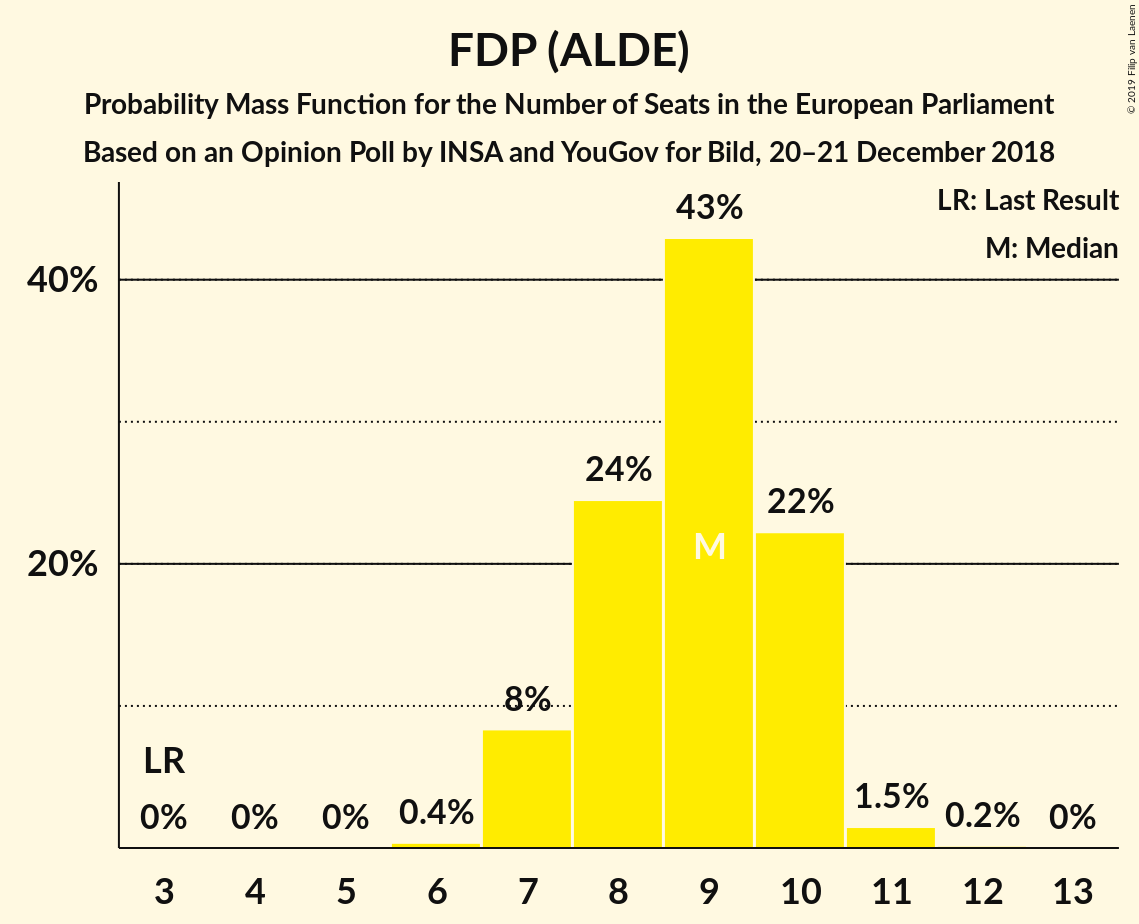 FDP (ALDE)
Probability Mass Function for the Number of Seats in the European Parliament
Based on an Opinion Poll by INSA and YouGov for Bild, 20–21 December 2018
© 2019 Filip van Laenen
LR: Last Result
M: Median
43%
40%
24%
22%
M
20%
8%
LR
0% 0% 0% 0.4% 1.5% 0.2% 0%
3 4 5 6 7 8 9 10 11 12 13